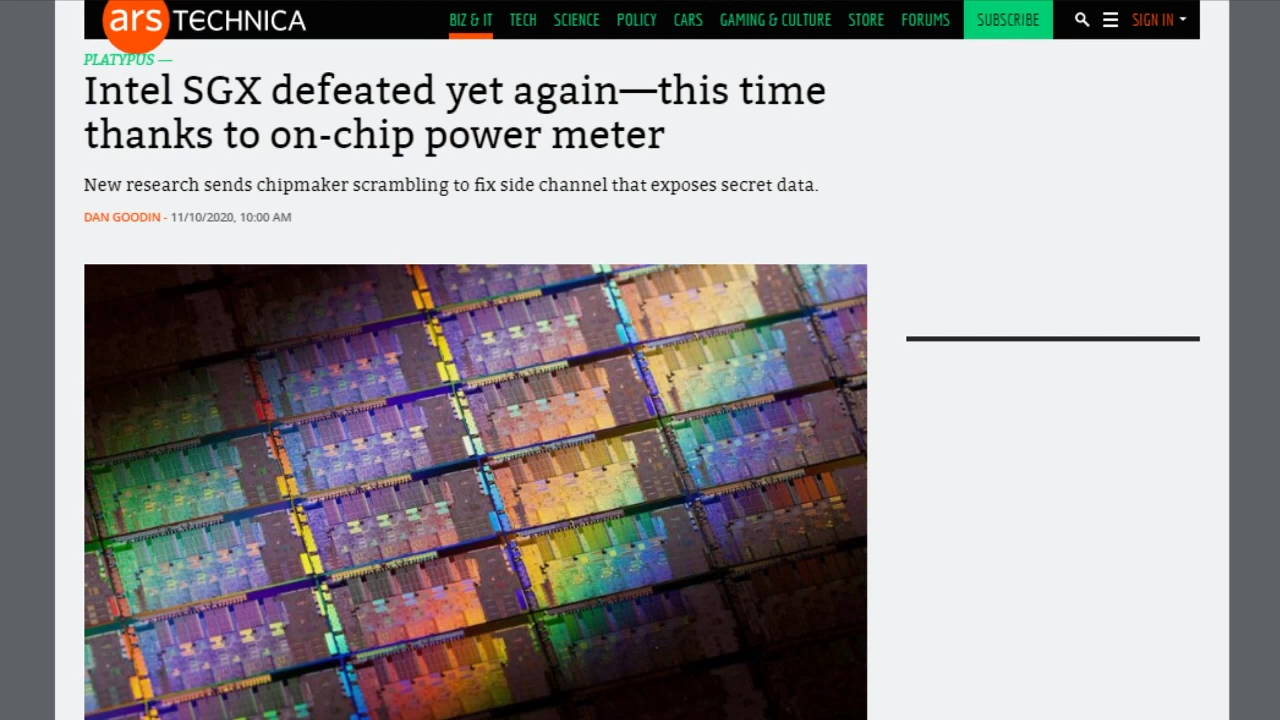 ars TECHNICA
BIZ & IT TECH SCIENCE POLICY CARS GAMING & CULTURE STORE FORUMS SUBSCRIBE SIGN IN
PLATYPUS —
Intel SGX defeated yet again—this time
thanks to on-chip power meter
New research sends chipmaker scrambling to fix side channel that exposes secret data.
DAN GOODIN - 11/10/2020, 10:00 AM